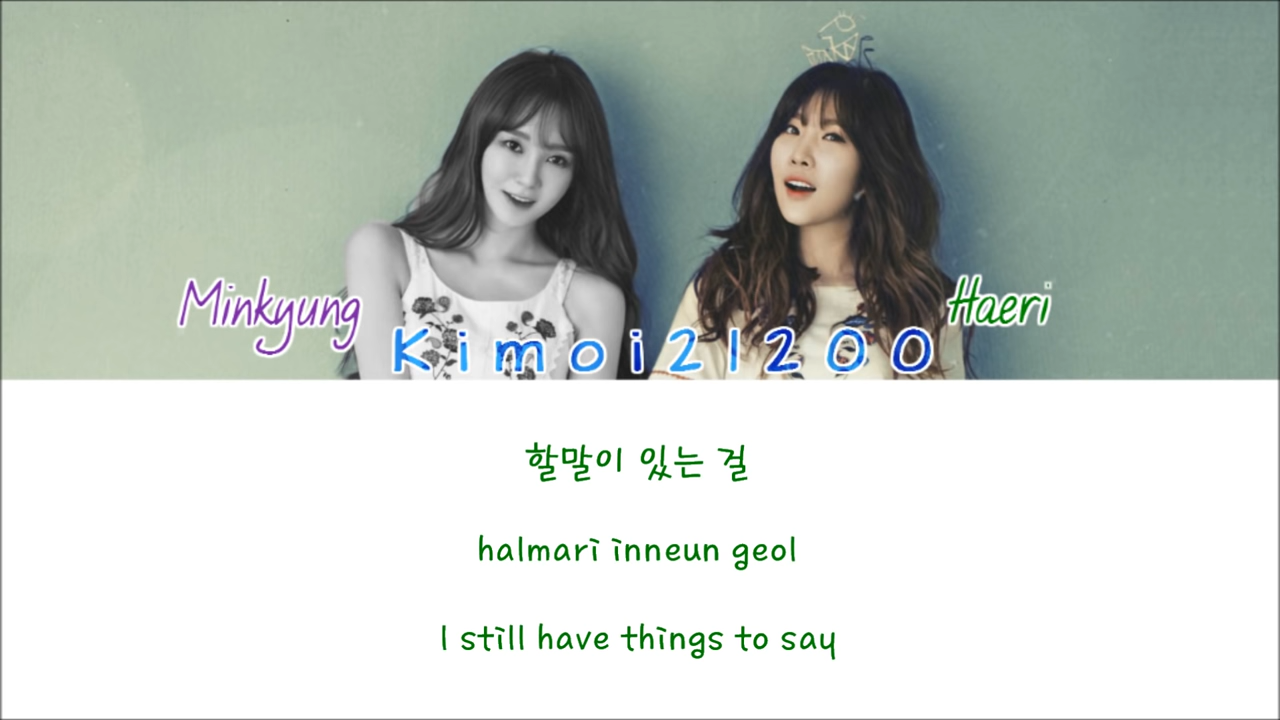 Minkyung
Haeri
Kimoi21200
할말이 있는 걸
halmari inneun geol
I still have things to say